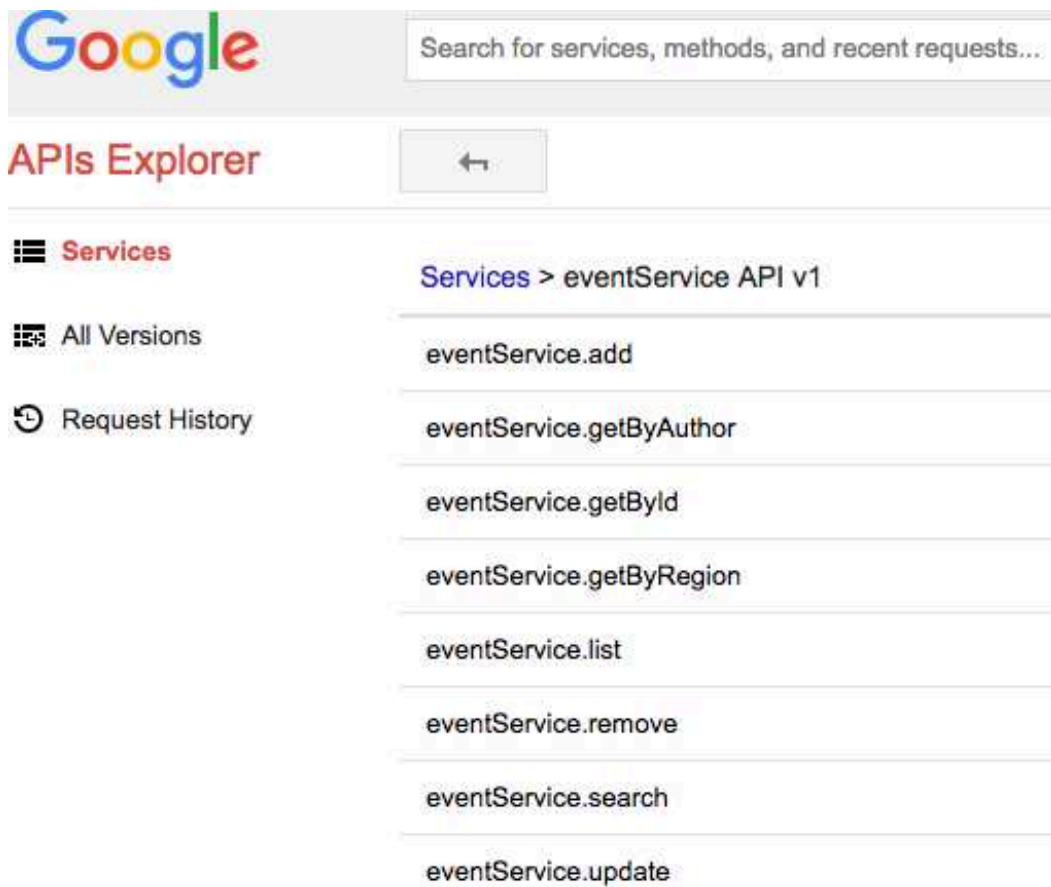 Google
Search for services, methods, and recent requests...
APIs Explorer
Services
Services > eventService API v1
All Versions
eventService.add
Request History
eventService.getByAuthor
eventService.getById
eventService.getByRegion
eventService.list
eventService.remove
eventService.search
eventService.update